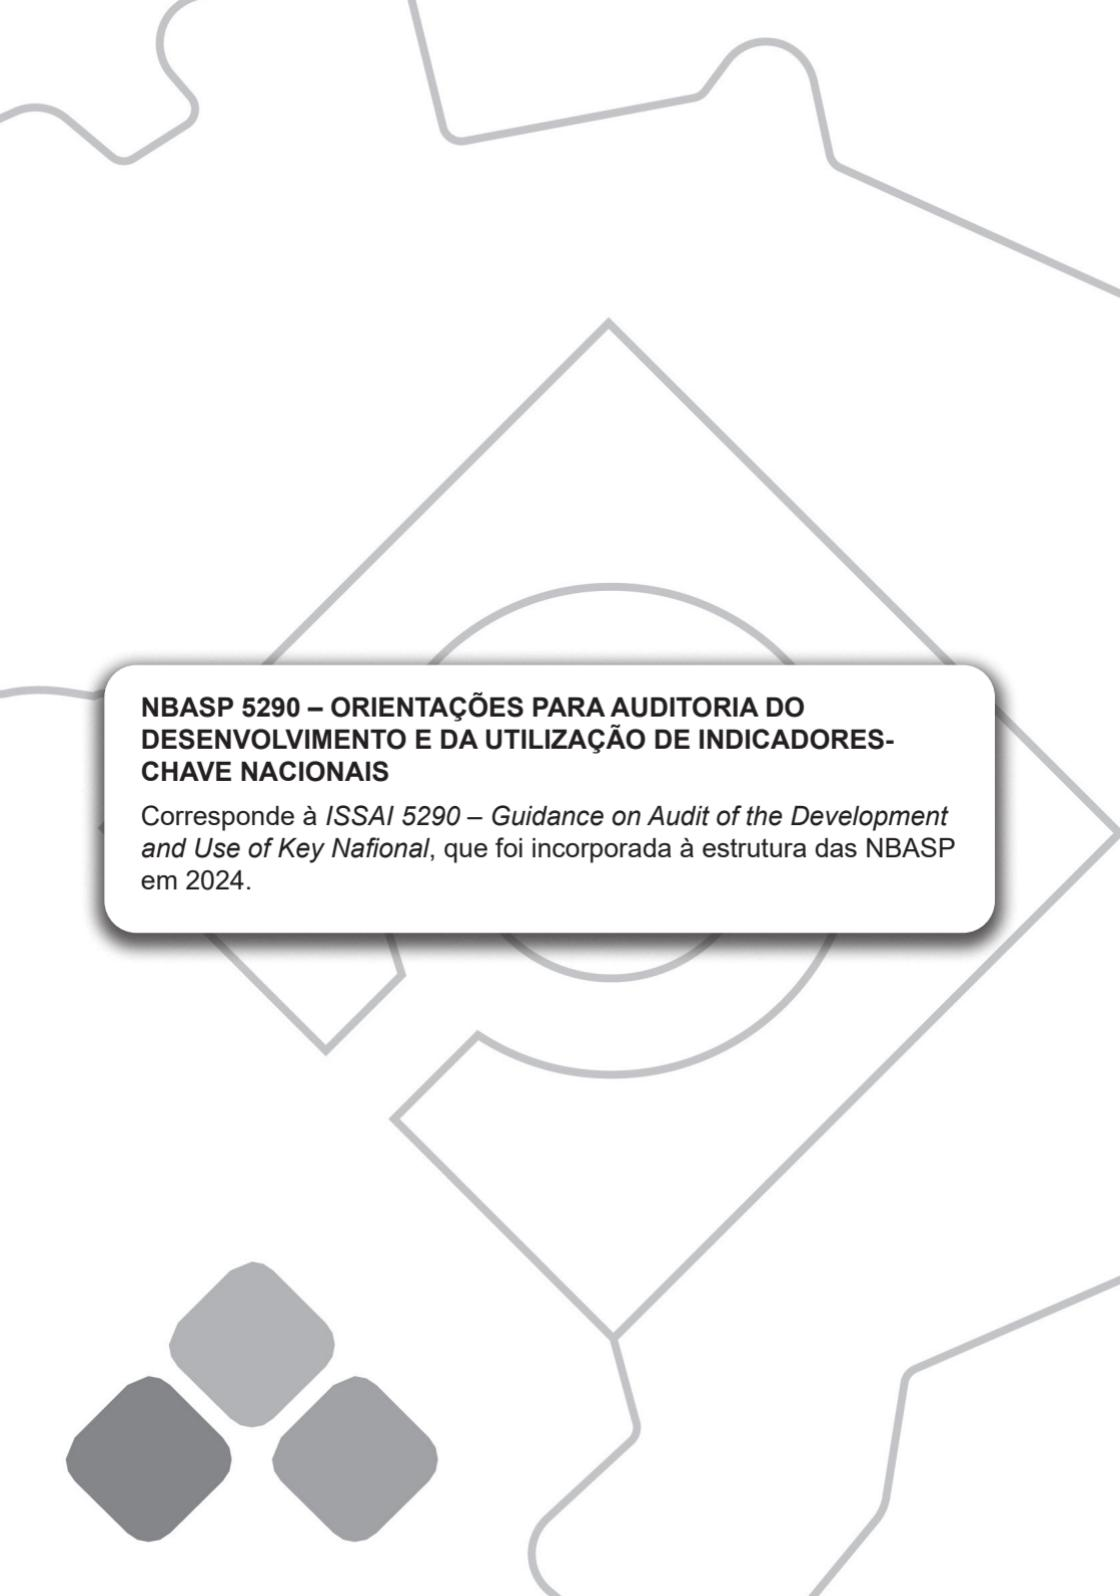 NBASP 5290 – ORIENTAÇÕES PARA AUDITORIA DO
DESENVOLVIMENTO E DA UTILIZAÇÃO DE INDICADORES-
CHAVE NACIONAIS
Corresponde à ISSAI 5290 – Guidance on Audit of the Development
and Use of Key Nafional, que foi incorporada à estrutura das NBASP
em 2024.